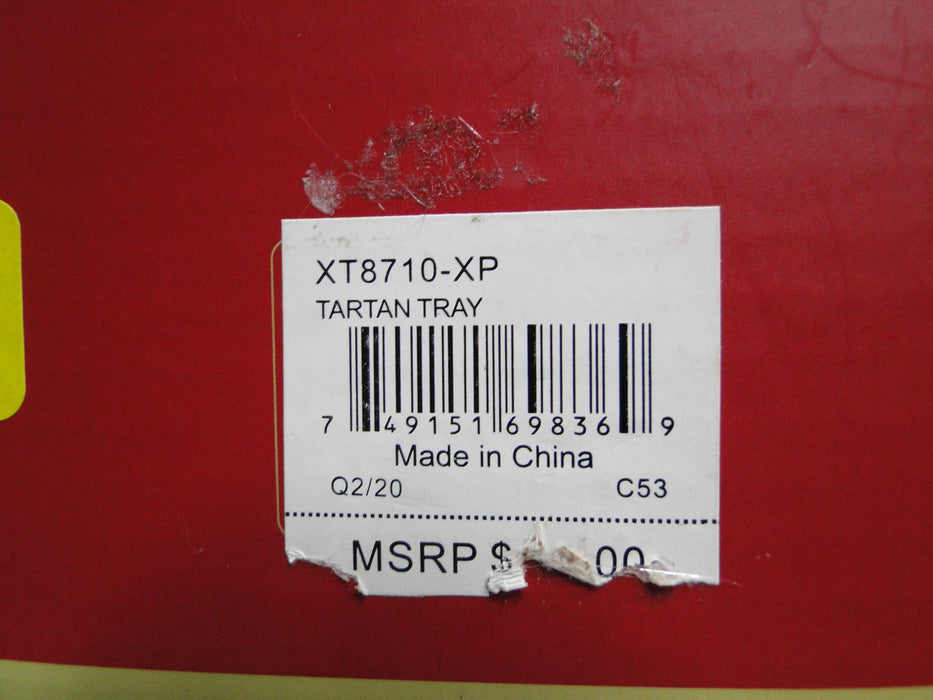 XT8710-XP
TARTAN TRAY
7 49151 69836 9
Made in China
Q2/20 C53
MSRP $ 00